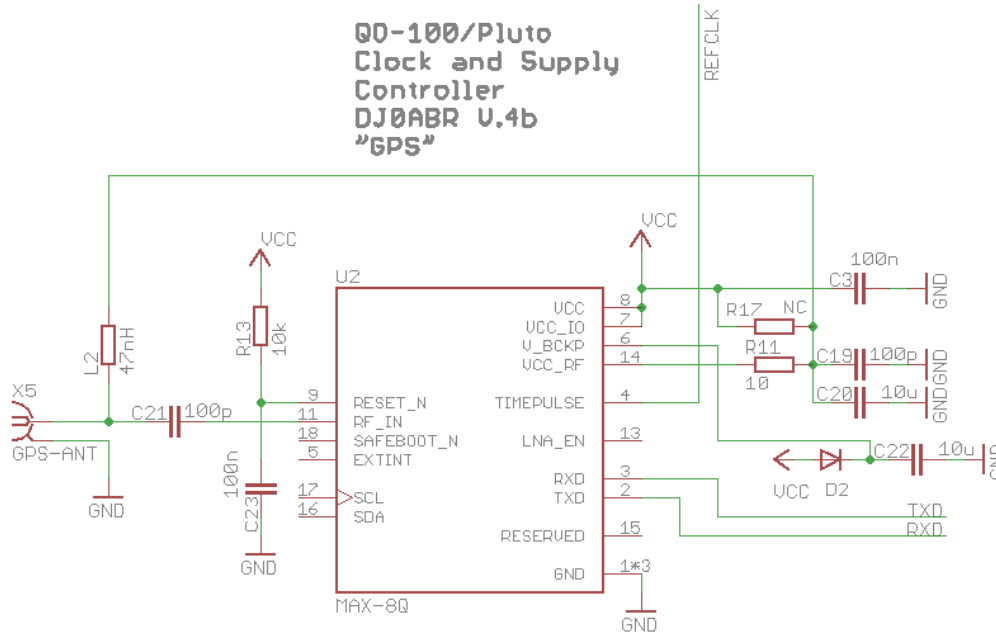 QO-100/Pluto
Clock and Supply
Controller
DJ0ABR V.4b
"GPS"
REFCLK
VCC
VCC
U2
100n
C3
GND
R13
10k
L2
47nH
VCC 8
VCC_IO 7
V_BCKP 6
VCC_RF 14
R17 NC
R11
10
C19 100p
GND
C20 10u
GND
X5
GPS-ANT
GND
C21 100p
9 RESET_N
11 RF_IN
18 SAFEBOOT_N
5 EXTINT
17 SCL
16 SDA
100n
C23
GND
TIMEPULSE 4
LNA_EN 13
RXD 3
TXD 2
RESERVED 15
GND 1*3
VCC D2
C22 10u
GND
TXD
RXD
MAX-8Q
GND